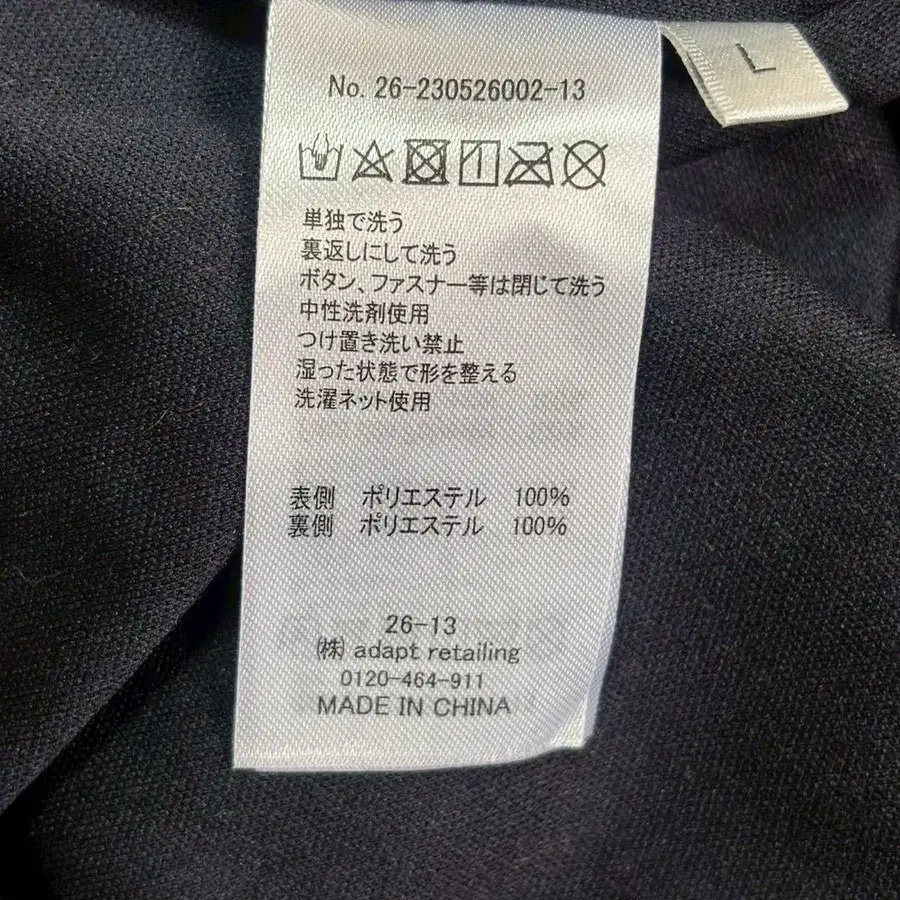 No. 26-230526002-13
L
単独で洗う
裏返しにして洗う
ボタン、ファスナー等は閉じて洗う
中性洗剤使用
つけ置き洗い禁止
湿った状態で形を整える
洗濯ネット使用
表側 ポリエステル 100%
裏側 ポリエステル 100%
26-13
㈱ adapt retailing
0120-464-911
MADE IN CHINA